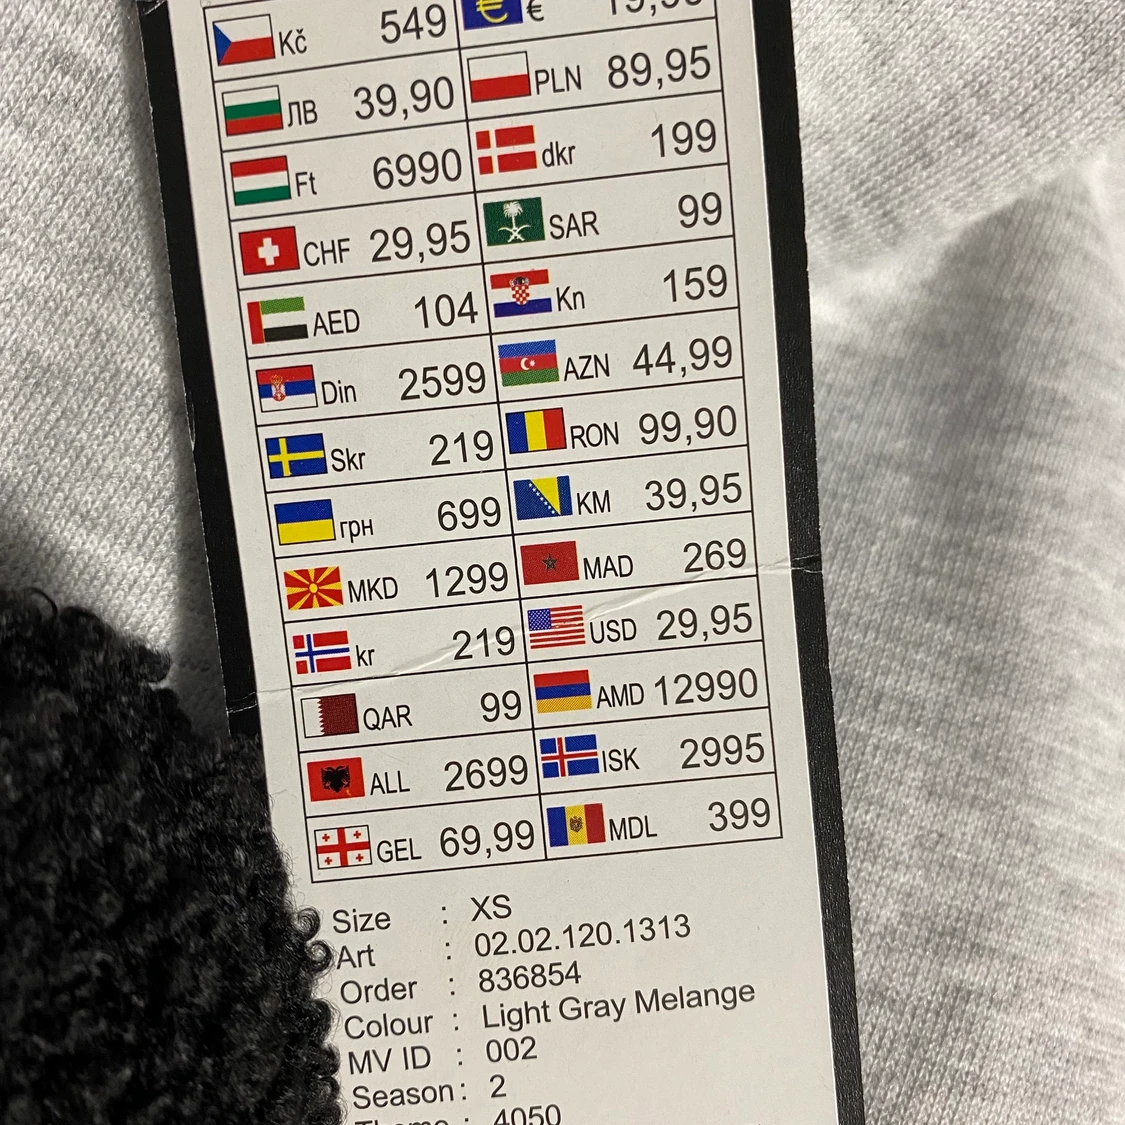 Kč 549 € 19,95
ЛВ 39,90 PLN 89,95
Ft 6990 dkr 199
CHF 29,95 SAR 99
AED 104 Kn 159
Din 2599 AZN 44,99
Skr 219 RON 99,90
грн 699 KM 39,95
MKD 1299 MAD 269
kr 219 USD 29,95
QAR 99 AMD 12990
ALL 2699 ISK 2995
GEL 69,99 MDL 399
Size : XS
Art : 02.02.120.1313
Order : 836854
Colour : Light Gray Melange
MV ID : 002
Season : 2
Theme : 4050